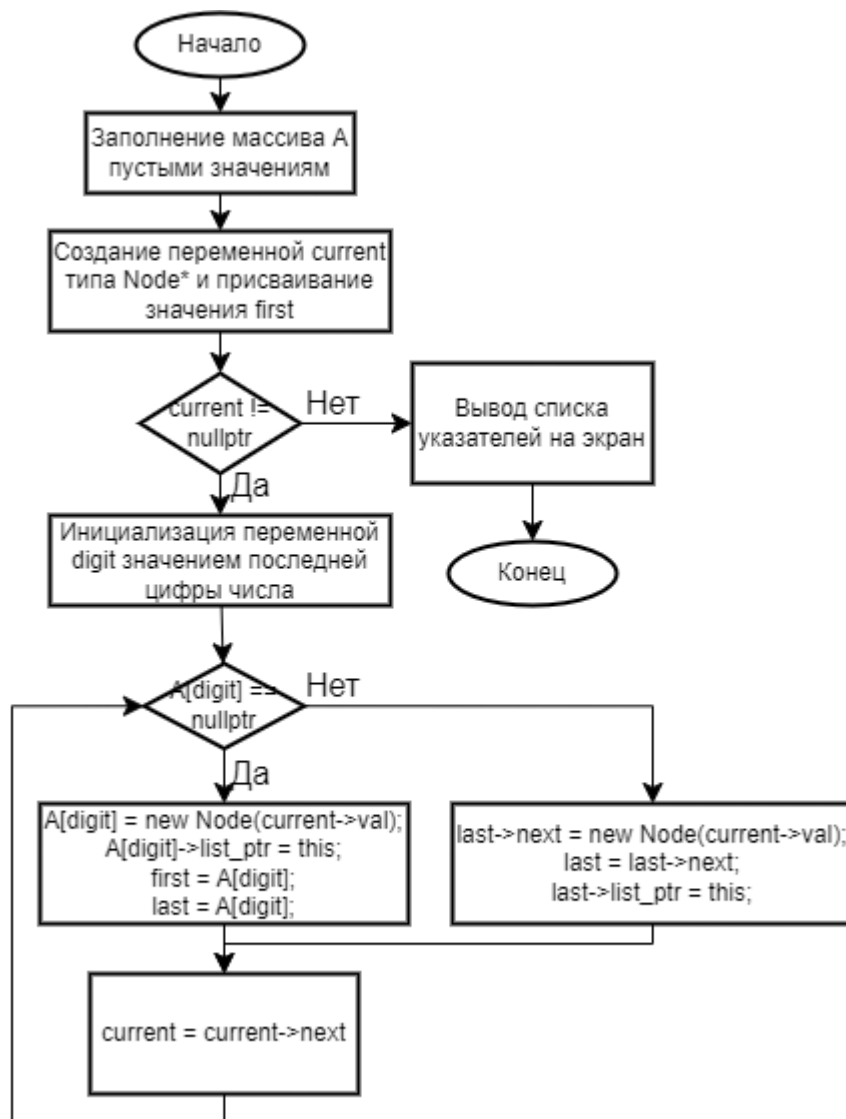 Начало
Заполнение массива А
пустыми значениям
Создание переменной current
типа Node* и присваивание
значения first
current !=
nullptr
Нет
Вывод списка
указателей на экран
Да
Инициализация переменной
digit значением последней
цифры числа
Конец
A[digit] ==
nullptr
Нет
Да
A[digit] = new Node(current->val);
A[digit]->list_ptr = this;
first = A[digit];
last = A[digit];
last->next = new Node(current->val);
last = last->next;
last->list_ptr = this;
current = current->next